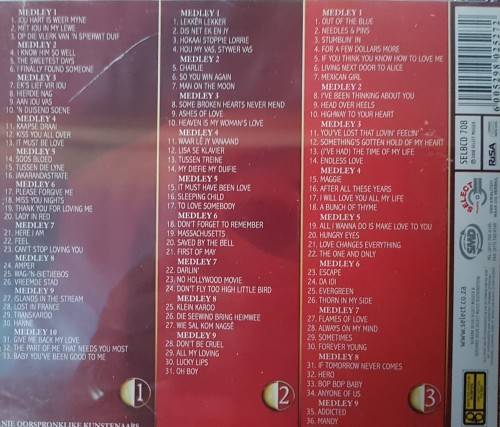 MEDLEY 1
1. JOU HART IS WEER MYNE
2. MET JOU IN MY LEWE
3. OP DIE VLERK VAN 'N SPIERWIT DUIF
MEDLEY 2
4. I KNOW HIM SO WELL
5. THE SWEETEST DAYS
6. I FINALLY FOUND SOMEONE
MEDLEY 3
7. EK'S LIEF VIR JOU
8. HIERDIE NAG
9. AAN JOU VAS
10. 'N DUISEND SOENE
MEDLEY 4
11. KAAPSE DRAAI
12. KISS YOU ALL OVER
13. IT MUST BE LOVE
MEDLEY 5
14. SOOS BLOED
15. TUSSEN DIE LYNE
16. JAKARANDASTRATE
MEDLEY 6
17. PLEASE FORGIVE ME
18. MISS YOU NIGHTS
19. THANK YOU FOR LOVING ME
20. LADY IN RED
MEDLEY 7
21. HERE I AM
22. FEEL
23. CAN'T STOP LOVING YOU
MEDLEY 8
24. AMPER
25. WAG-'N-BIETJIEBOS
26. VREEMDE STAD
MEDLEY 9
27. ISLANDS IN THE STREAM
28. LOST IN FRANCE
29. TRANSKAROO
30. HANNE
MEDLEY 10
31. GIVE ME BACK MY LOVE
32. THE PART OF ME THAT NEEDS YOU MOST
33. BABY YOU'VE BEEN GOOD TO ME
1
NIE OORSPRONKLIKE KUNSTENAARS
MEDLEY 1
1. LEKKER LEKKER
2. DIS NET EK EN JY
3. HOKAAI STOPPIE LORRIE
4. HOU MY VAS, STYWER VAS
MEDLEY 2
5. CHARLIE
6. SO YOU WIN AGAIN
7. MAN ON THE MOON
MEDLEY 3
8. SOME BROKEN HEARTS NEVER MEND
9. ASHES OF LOVE
10. HEAVEN IS MY WOMAN'S LOVE
MEDLEY 4
11. WAAR LÊ JY VANAAND
12. LISA SE KLAVIER
13. TUSSEN TREINE
14. MY DIEFIE MY DUIFIE
MEDLEY 5
15. IT MUST HAVE BEEN LOVE
16. SLEEPING CHILD
17. TO LOVE SOMEBODY
MEDLEY 6
18. DON'T FORGET TO REMEMBER
19. MASSACHUSETTS
20. SAVED BY THE BELL
21. FIRST OF MAY
MEDLEY 7
22. DARLIN'
23. NO HOLLYWOOD MOVIE
24. DON'T FLY TOO HIGH LITTLE BIRD
MEDLEY 8
25. KLEIN KAROO
26. DIE SEEWIND BRING HEIMWEE
27. WIE SAL KOM NAGSÊ
MEDLEY 9
28. DON'T BE CRUEL
29. ALL MY LOVING
30. LUCKY LIPS
31. OH BOY
2
MEDLEY 1
1. OUT OF THE BLUE
2. NEEDLES & PINS
3. STUMBLIN' IN
4. FOR A FEW DOLLARS MORE
5. IF YOU THINK YOU KNOW HOW TO LOVE ME
6. LIVING NEXT DOOR TO ALICE
7. MEXICAN GIRL
MEDLEY 2
8. I'VE BEEN THINKING ABOUT YOU
9. HEAD OVER HEELS
10. HIGHWAY TO YOUR HEART
MEDLEY 3
11. YOU'VE LOST THAT LOVIN' FEELIN'
12. SOMETHING'S GOTTEN HOLD OF MY HEART
13. (I'VE HAD) THE TIME OF MY LIFE
14. ENDLESS LOVE
MEDLEY 4
15. MAGGIE
16. AFTER ALL THESE YEARS
17. I WILL LOVE YOU ALL MY LIFE
18. A BUNCH OF THYME
MEDLEY 5
19. ALL I WANNA DO IS MAKE LOVE TO YOU
20. HUNGRY EYES
21. LOVE CHANGES EVERYTHING
22. THE ONE AND ONLY
MEDLEY 6
23. ESCAPE
24. DA IDI
25. EVERGREEN
26. THORN IN MY SIDE
MEDLEY 7
27. FLAMES OF LOVE
28. ALWAYS ON MY MIND
29. SOMETIMES
30. FOREVER YOUNG
MEDLEY 8
31. IF TOMORROW NEVER COMES
32. HERO
33. BOP BOP BABY
34. ANYONE OF US
MEDLEY 9
35. ADDICTED
36. MANDY
3
SELBCD 708
RiSA
SELECT
www.select.co.za